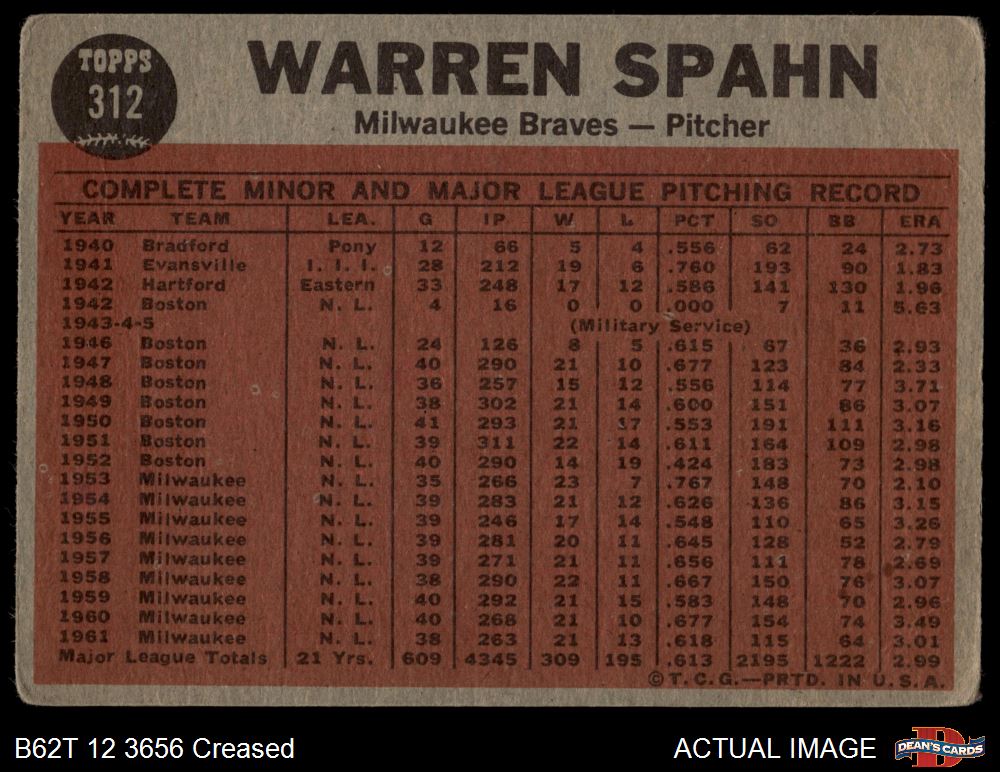 TOPPS
312
WARREN SPAHN
Milwaukee Braves — Pitcher
COMPLETE MINOR AND MAJOR LEAGUE PITCHING RECORD
YEAR TEAM LEA. G IP W L PCT SO BB ERA
1940 Bradford Pony 12 66 5 4 .556 62 24 2.73
1941 Evansville I. I. I. 28 212 19 6 .760 193 90 1.83
1942 Hartford Eastern 33 248 17 12 .586 141 130 1.96
1942 Boston N. L. 4 16 0 0 .000 7 11 5.63
1943-4-5 (Military Service)
1946 Boston N. L. 24 126 8 5 .615 67 36 2.93
1947 Boston N. L. 40 290 21 10 .677 123 84 2.33
1948 Boston N. L. 36 257 15 12 .556 114 77 3.71
1949 Boston N. L. 38 302 21 14 .600 151 86 3.07
1950 Boston N. L. 41 293 21 17 .553 191 111 3.16
1951 Boston N. L. 39 311 22 14 .611 164 109 2.98
1952 Boston N. L. 40 290 14 19 .424 183 73 2.98
1953 Milwaukee N. L. 35 266 23 7 .767 148 70 2.10
1954 Milwaukee N. L. 39 283 21 12 .626 136 86 3.15
1955 Milwaukee N. L. 39 246 17 14 .548 110 65 3.26
1956 Milwaukee N. L. 39 281 20 11 .645 128 52 2.79
1957 Milwaukee N. L. 39 271 21 11 .656 111 78 2.69
1958 Milwaukee N. L. 38 290 22 11 .667 150 76 3.07
1959 Milwaukee N. L. 40 292 21 15 .583 148 70 2.96
1960 Milwaukee N. L. 40 268 21 10 .677 154 74 3.49
1961 Milwaukee N. L. 38 263 21 13 .618 115 64 3.01
Major League Totals 21 Yrs. 609 4345 309 195 .613 2195 1222 2.99
©T.C.G.—PRTD. IN U.S.A.
B62T 12 3656 Creased
ACTUAL IMAGE
DEAN'S CARDS